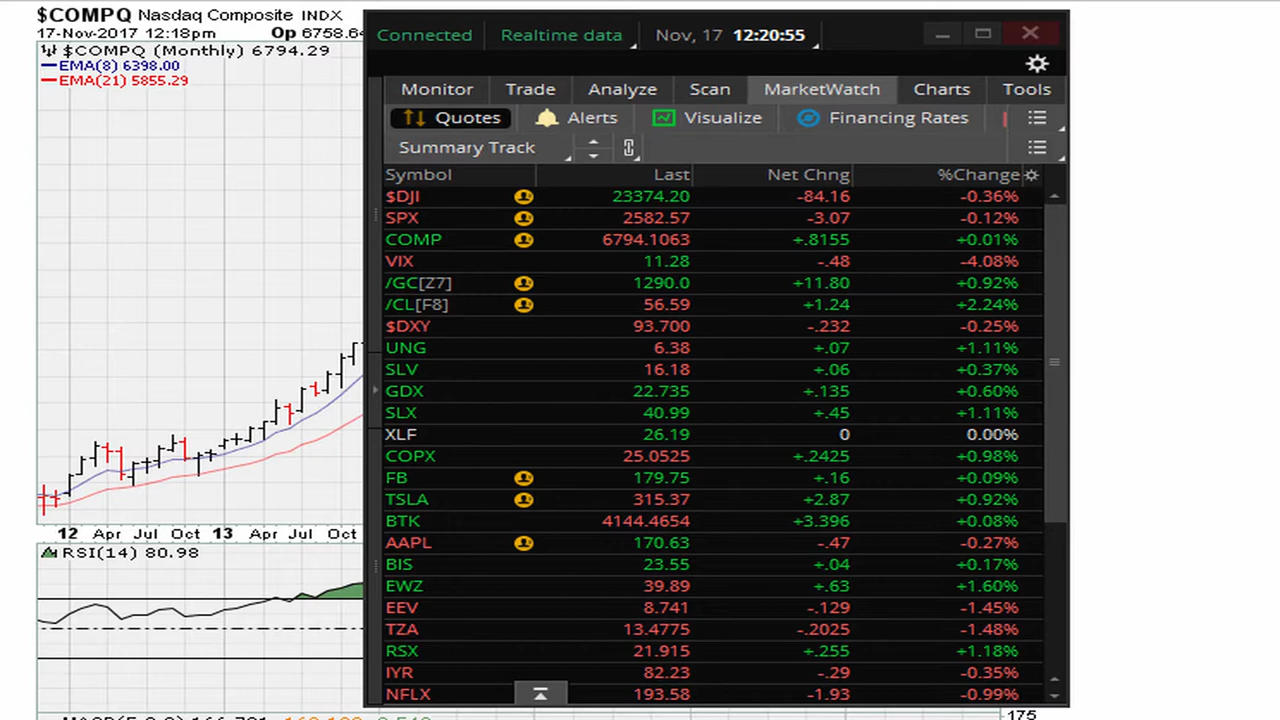 $COMPQ Nasdaq Composite INDX
17-Nov-2017 12:18pm Op 6758.64
$COMPQ (Monthly) 6794.29
EMA(8) 6398.00
EMA(21) 5855.29
12 Apr Jul Oct 13 Apr Jul Oct
RSI(14) 80.98
Connected Realtime data Nov, 17 12:20:55
Monitor Trade Analyze Scan MarketWatch Charts Tools
Quotes Alerts Visualize Financing Rates
Summary Track
Symbol Last Net Chng %Change
$DJI 23374.20 -84.16 -0.36%
SPX 2582.57 -3.07 -0.12%
COMP 6794.1063 +.8155 +0.01%
VIX 11.28 -.48 -4.08%
/GC[Z7] 1290.0 +11.80 +0.92%
/CL[F8] 56.59 +1.24 +2.24%
$DXY 93.700 -.232 -0.25%
UNG 6.38 +.07 +1.11%
SLV 16.18 +.06 +0.37%
GDX 22.735 +.135 +0.60%
SLX 40.99 +.45 +1.11%
XLF 26.19 0 0.00%
COPX 25.0525 +.2425 +0.98%
FB 179.75 +.16 +0.09%
TSLA 315.37 +2.87 +0.92%
BTK 4144.4654 +3.396 +0.08%
AAPL 170.63 -.47 -0.27%
BIS 23.55 +.04 +0.17%
EWZ 39.89 +.63 +1.60%
EEV 8.741 -.129 -1.45%
TZA 13.4775 -.2025 -1.48%
RSX 21.915 +.255 +1.18%
IYR 82.23 -.29 -0.35%
NFLX 193.58 -1.93 -0.99%
175